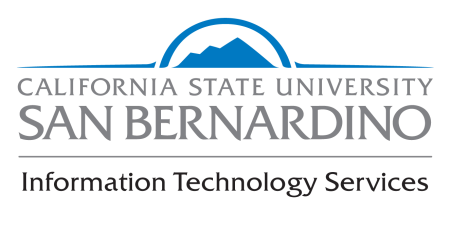 CALIFORNIA STATE UNIVERSITY
SAN BERNARDINO
Information Technology Services